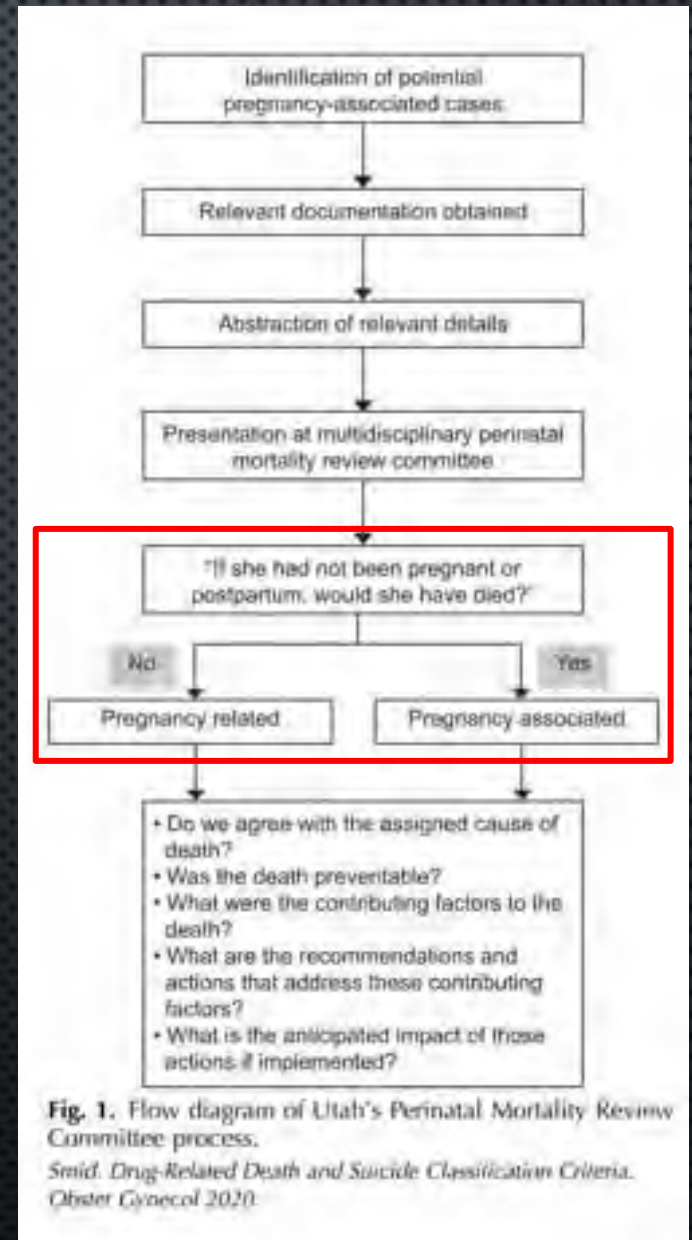 Identification of potential
pregnancy-associated cases
Relevant documentation obtained
Abstraction of relevant details
Presentation at multidisciplinary perinatal
mortality review committee
"If she had not been pregnant or
postpartum, would she have died?"
No
Yes
Pregnancy related
Pregnancy associated
• Do we agree with the assigned cause of
death?
• Was the death preventable?
• What were the contributing factors to the
death?
• What are the recommendations and
actions that address these contributing
factors?
• What is the anticipated impact of those
actions if implemented?
Fig. 1. Flow diagram of Utah's Perinatal Mortality Review
Committee process.
Smid. Drug-Related Death and Suicide Classification Criteria.
Obstet Gynecol 2020.